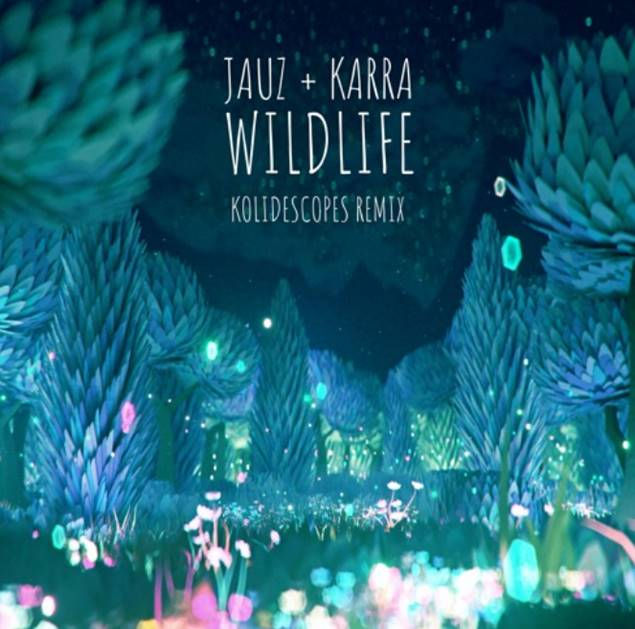 JAUZ + KARRA
WILDLIFE
KOLIDESCOPES REMIX